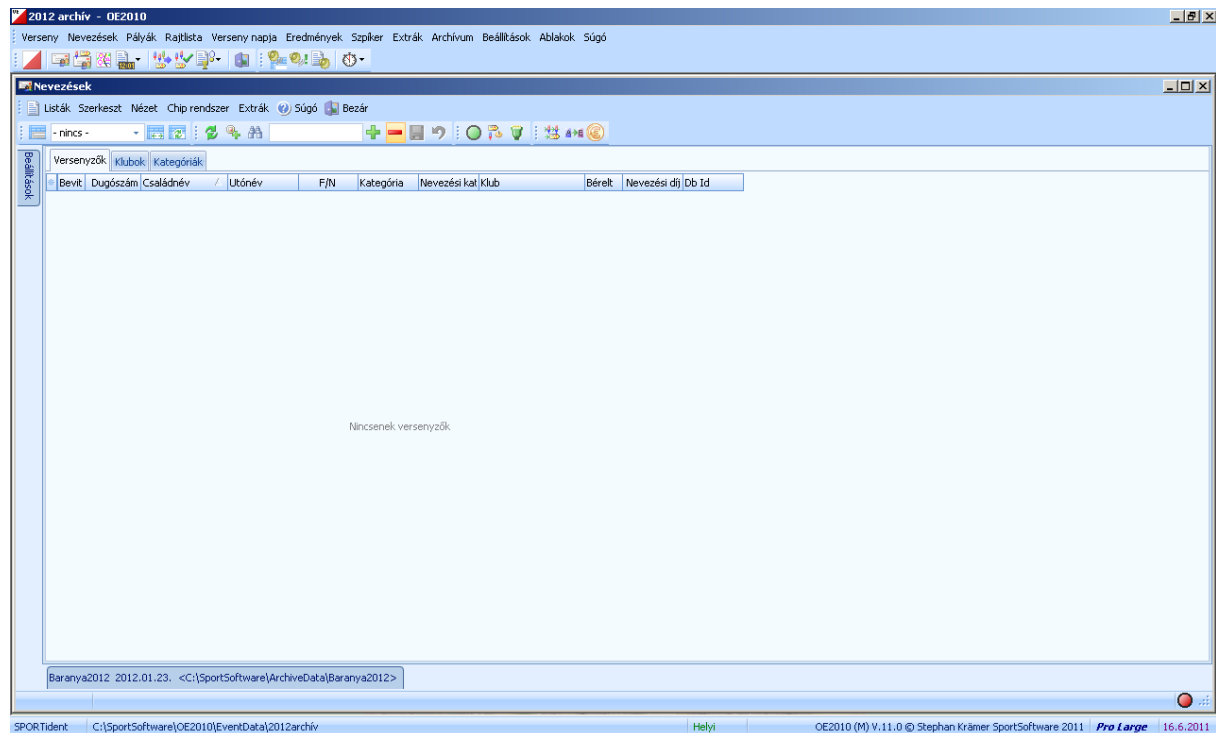 2012 archív - OE2010
Verseny Nevezések Pályák Rajtlista Verseny napja Eredmények Szpíker Extrák Archívum Beállítások Ablakok Súgó
12:01
Nevezések
Listák Szerkeszt Nézet Chip rendszer Extrák Súgó Bezár
- nincs -
Beállítások
Versenyzők Klubok Kategóriák
Bevit Dugószám Családnév Utónév F/N Kategória Nevezési kat Klub Bérelt Nevezési díj Db Id
Nincsenek versenyzők
Baranya2012 2012.01.23. <C:\SportSoftware\ArchiveData\Baranya2012>
SPORTident C:\SportSoftware\OE2010\EventData\2012archív Helyi OE2010 (M) V.11.0 © Stephan Krämer SportSoftware 2011 Pro Large 16.6.2011